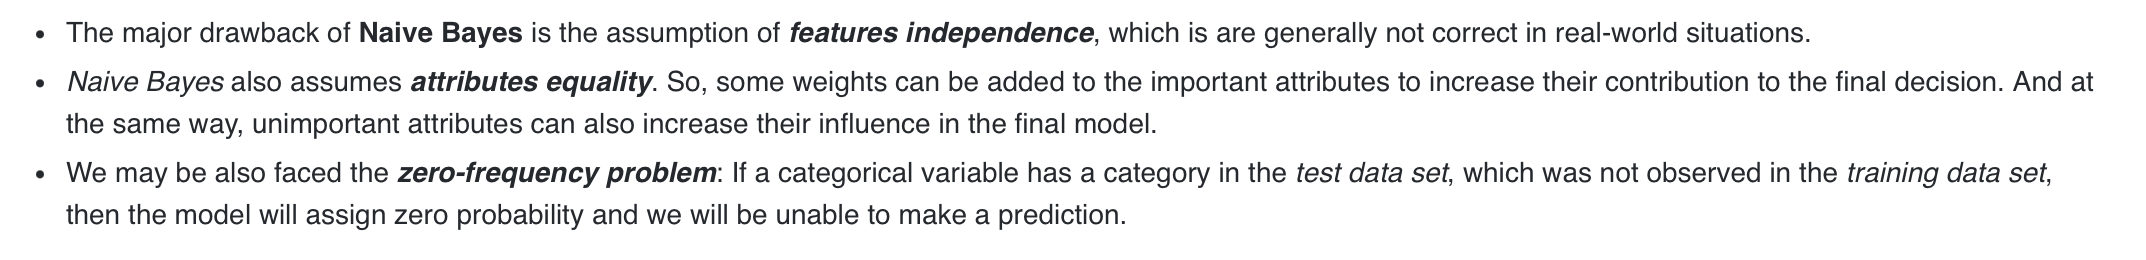 • The major drawback of Naive Bayes is the assumption of features independence, which is are generally not correct in real-world situations.
• Naive Bayes also assumes attributes equality. So, some weights can be added to the important attributes to increase their contribution to the final decision. And at
the same way, unimportant attributes can also increase their influence in the final model.
• We may be also faced the zero-frequency problem: If a categorical variable has a category in the test data set, which was not observed in the training data set,
then the model will assign zero probability and we will be unable to make a prediction.